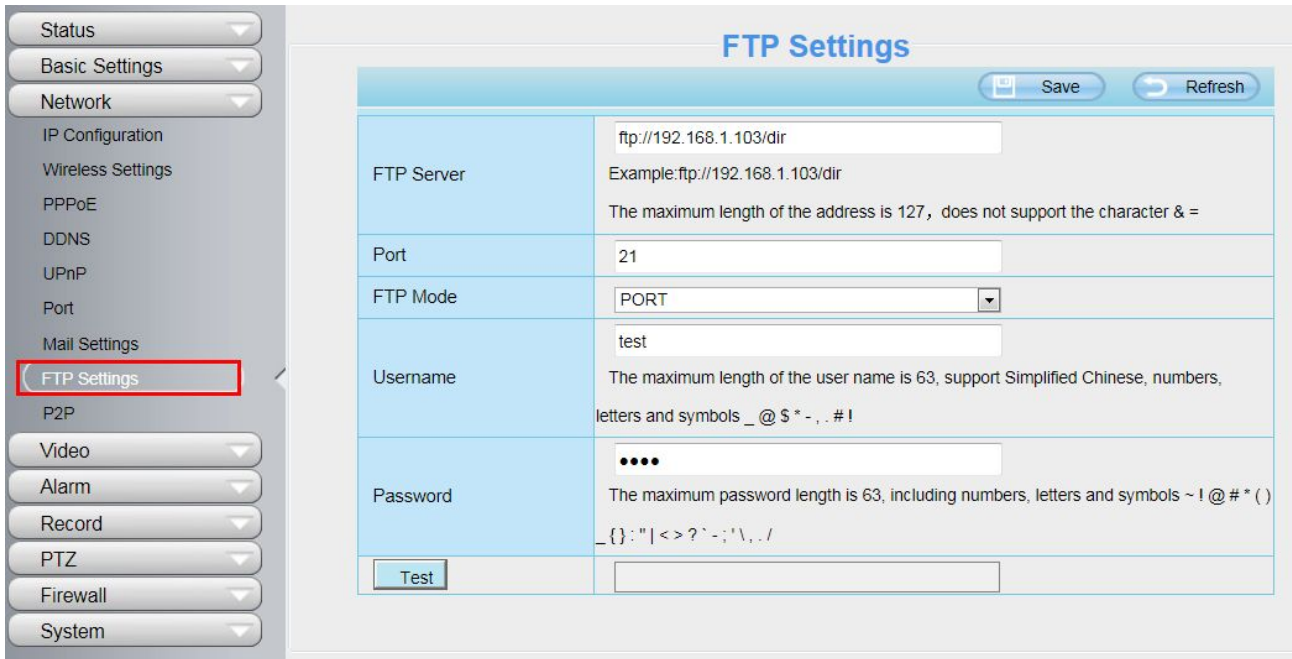 Status
Basic Settings
Network
IP Configuration
Wireless Settings
PPPoE
DDNS
UPnP
Port
Mail Settings
FTP Settings
P2P
Video
Alarm
Record
PTZ
Firewall
System
FTP Settings
Save
Refresh
FTP Server
ftp://192.168.1.103/dir
Example:ftp://192.168.1.103/dir
The maximum length of the address is 127，does not support the character & =
Port
21
FTP Mode
PORT
Username
test
The maximum length of the user name is 63, support Simplified Chinese, numbers,
letters and symbols _ @ $ * - , . # !
Password
••••
The maximum password length is 63, including numbers, letters and symbols ~ ! @ # * ( )
_ { } : " | < > ? ` - ; ' \ , . /
Test